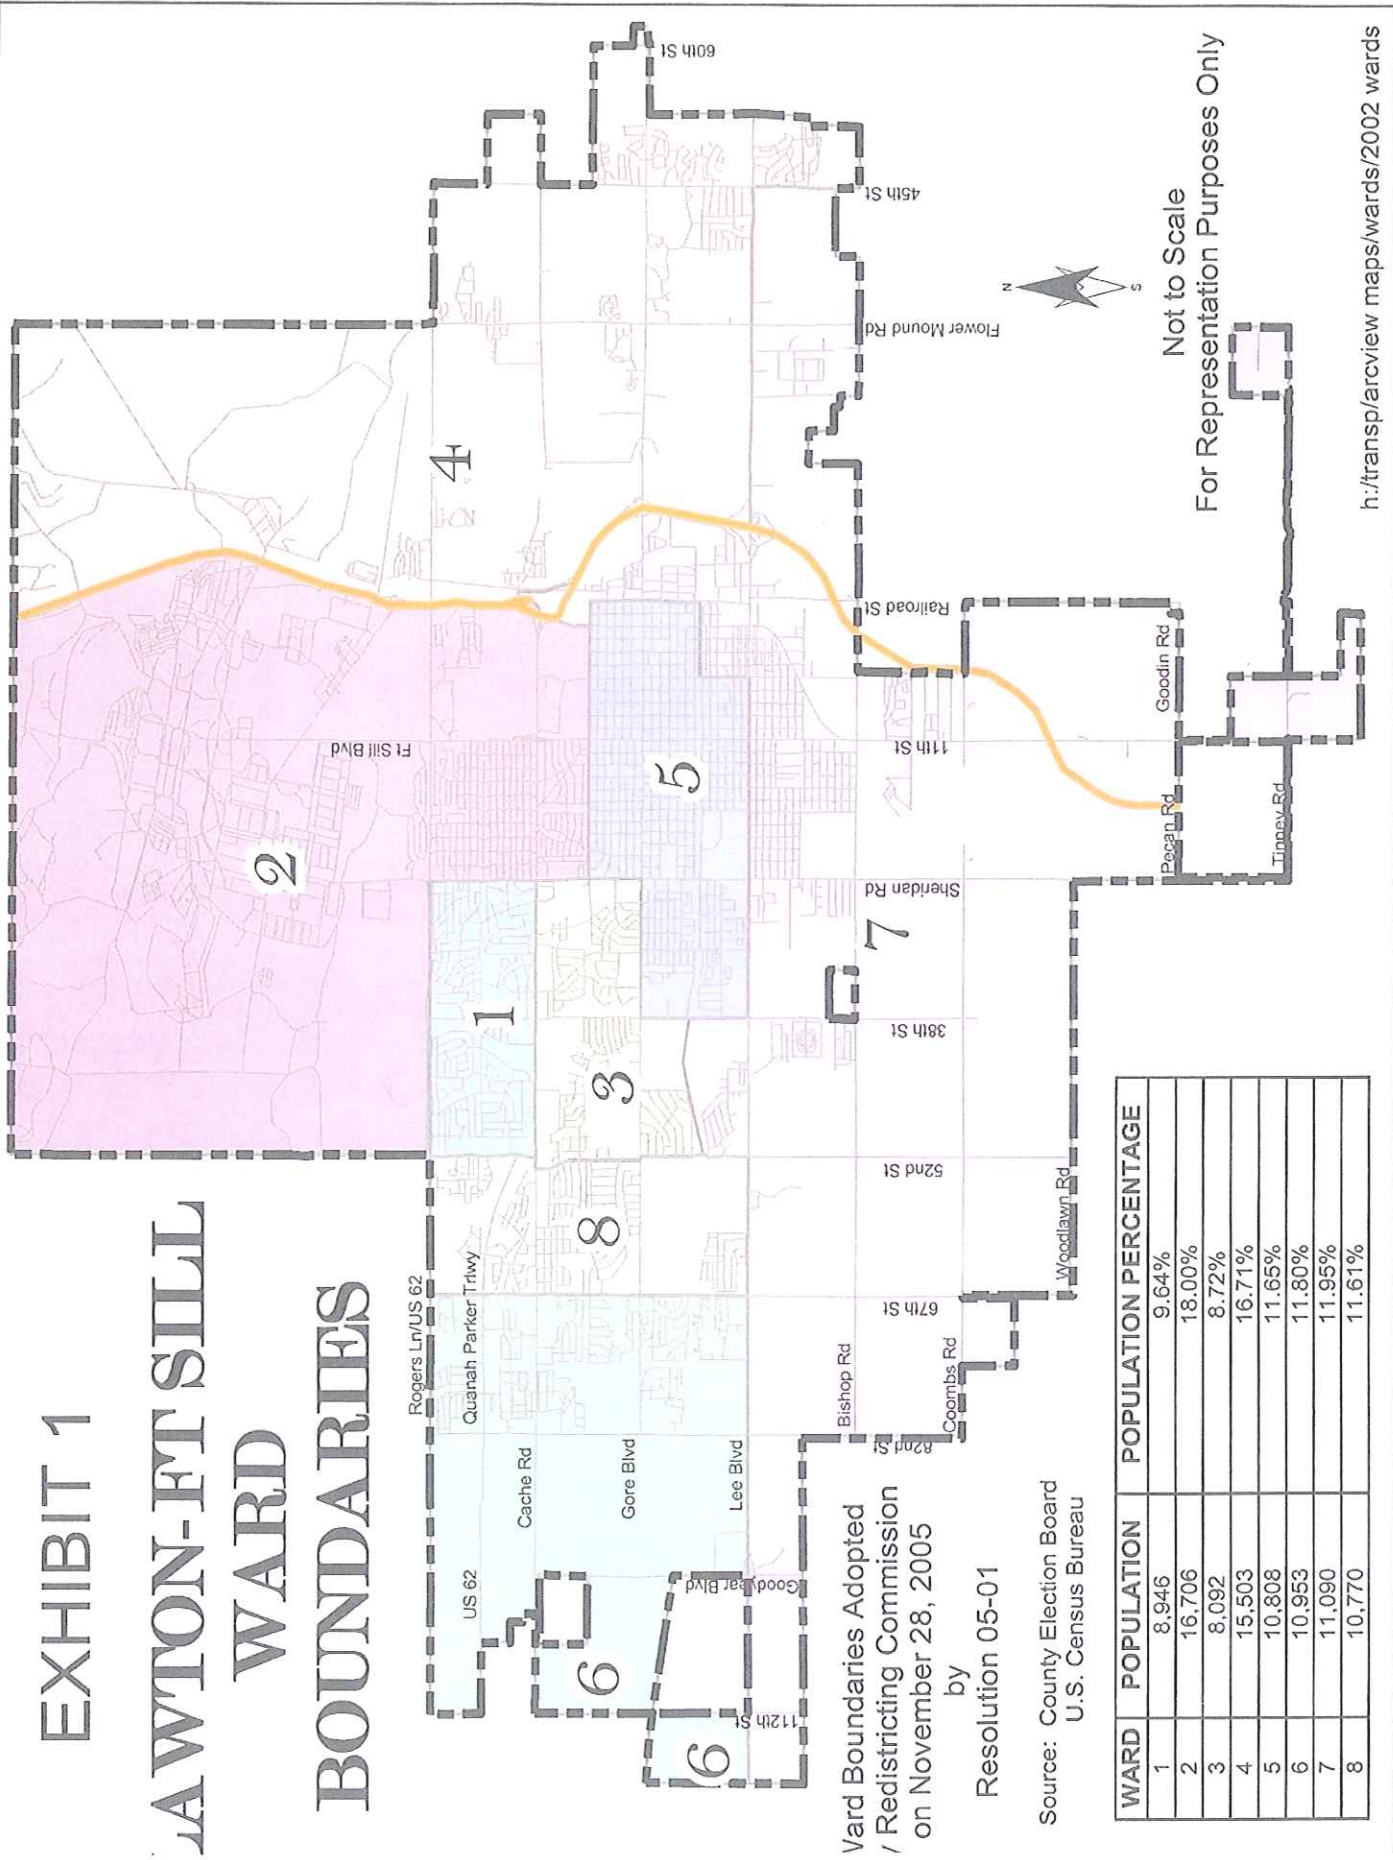 EXHIBIT 1
LAWTON-FT SILL
WARD
BOUNDARIES
Rogers Ln/US 62
Quanah Parker Trlwy
US 62
Cache Rd
Gore Blvd
Lee Blvd
Goodyear Blvd
112th St
Bishop Rd
Coombs Rd
82nd St
67th St
52nd St
38th St
Woodlawn Rd
Sheridan Rd
11th St
Ft Sill Blvd
Railroad St
Flower Mound Rd
45th St
60th St
Pecan Rd
Goodin Rd
Tinney Rd
1
2
3
4
5
6
6
7
8
N
S
Not to Scale
For Representation Purposes Only
Vard Boundaries Adopted
/ Redistricting Commission
on November 28, 2005
by
Resolution 05-01
Source: County Election Board
U.S. Census Bureau
WARD POPULATION POPULATION PERCENTAGE
1 8,946 9.64%
2 16,706 18.00%
3 8,092 8.72%
4 15,503 16.71%
5 10,808 11.65%
6 10,953 11.80%
7 11,090 11.95%
8 10,770 11.61%
h:/transp/arcview maps/wards/2002 wards